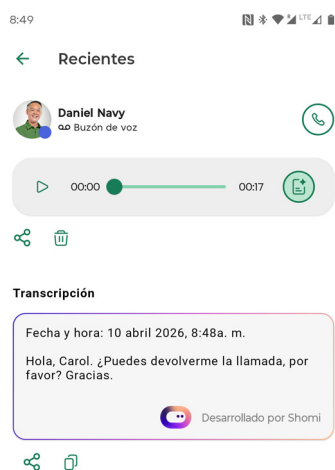 8:49
LTE
Recientes
Daniel Navy
Buzón de voz
00:00
00:17
Transcripción
Fecha y hora: 10 abril 2026, 8:48a. m.
Hola, Carol. ¿Puedes devolverme la llamada, por
favor? Gracias.
Desarrollado por Shomi